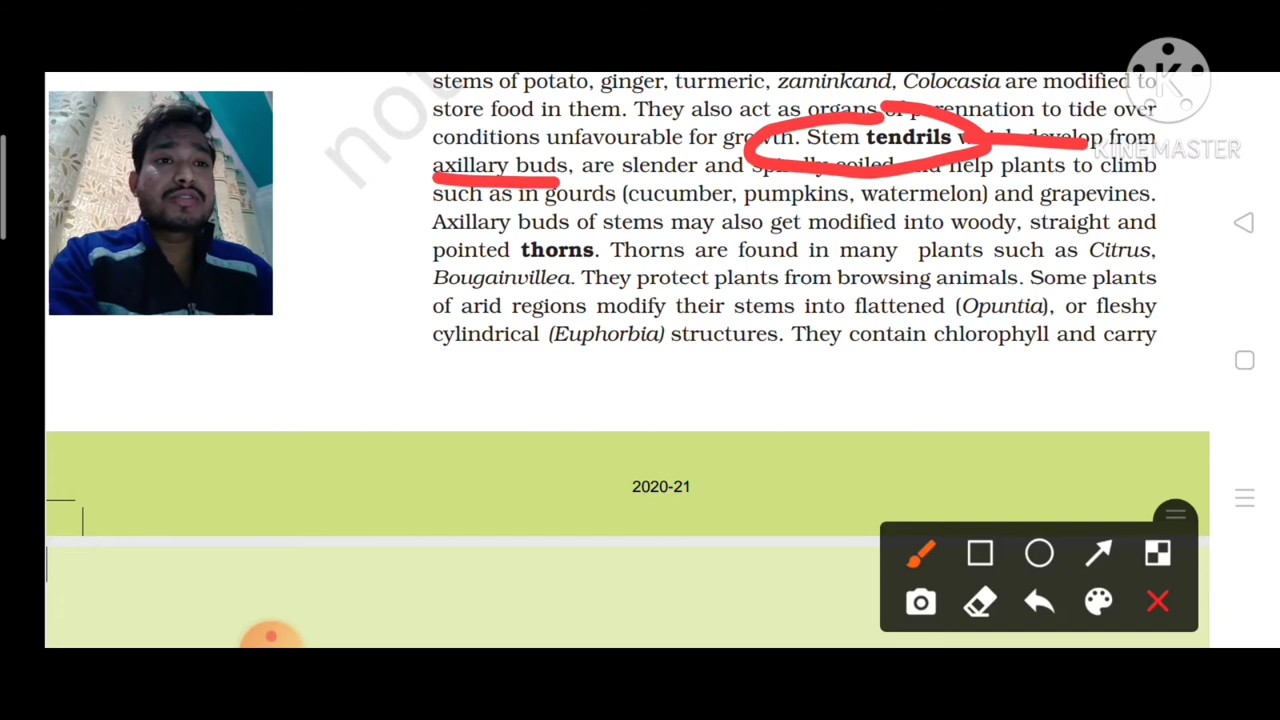 not
stems of potato, ginger, turmeric, zaminkand, Colocasia are modified to
store food in them. They also act as organs of perennation to tide over
conditions unfavourable for growth. Stem tendrils which develop from
axillary buds, are slender and spirally coiled and help plants to climb
such as in gourds (cucumber, pumpkins, watermelon) and grapevines.
Axillary buds of stems may also get modified into woody, straight and
pointed thorns. Thorns are found in many plants such as Citrus,
Bougainvillea. They protect plants from browsing animals. Some plants
of arid regions modify their stems into flattened (Opuntia), or fleshy
cylindrical (Euphorbia) structures. They contain chlorophyll and carry
2020-21
K
KINEMASTER